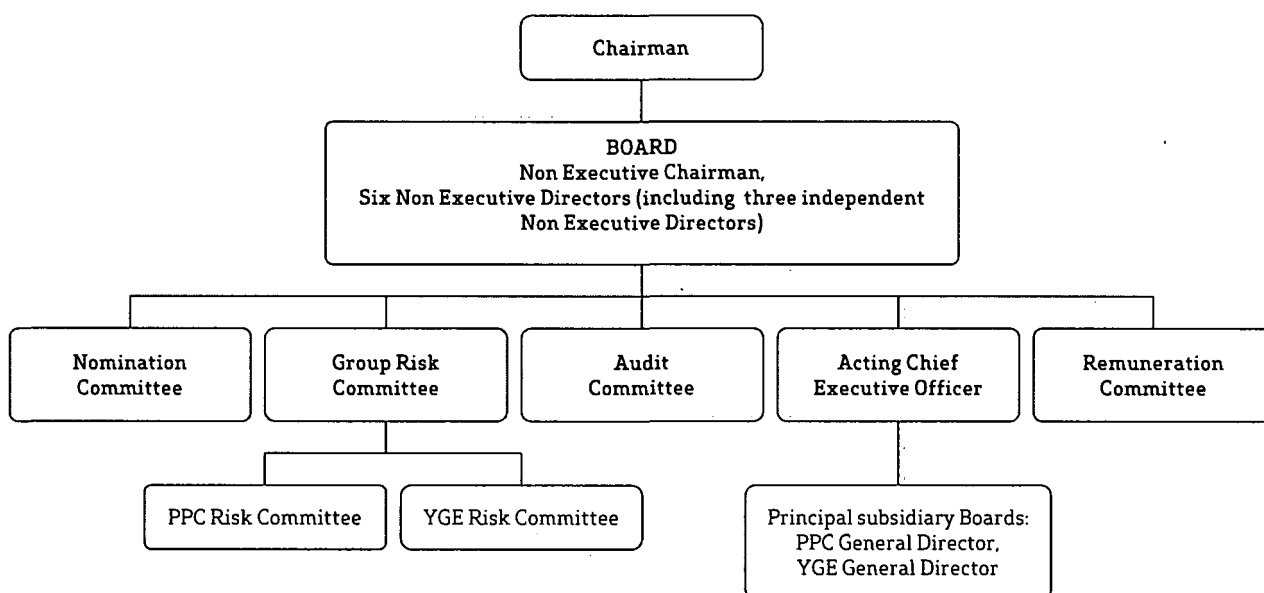 Chairman
BOARD
Non Executive Chairman,
Six Non Executive Directors (including three independent
Non Executive Directors)
Nomination
Committee
Group Risk
Committee
Audit
Committee
Acting Chief
Executive Officer
Remuneration
Committee
PPC Risk Committee
YGE Risk Committee
Principal subsidiary Boards:
PPC General Director,
YGE General Director